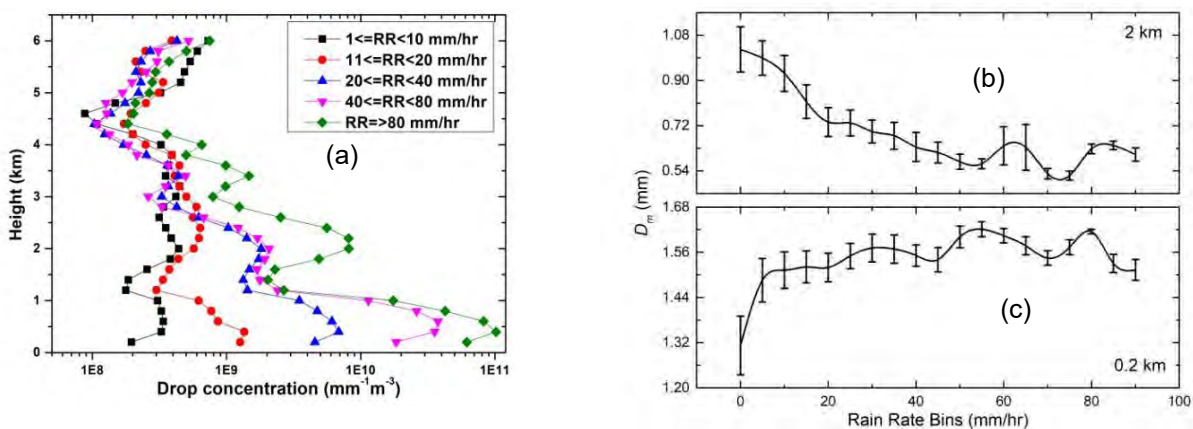 6
5
4
3
2
1
0
Height (km)
1E8
1E9
1E10
1E11
Drop concentration (mm⁻¹m⁻³)
1<=RR<10 mm/hr
11<=RR<20 mm/hr
20<=RR<40 mm/hr
40<=RR<80 mm/hr
RR=>80 mm/hr
(a)
1.08
0.90
0.72
0.54
2 km
(b)
Dₘ (mm)
1.68
1.56
1.44
1.32
1.20
(c)
0.2 km
0
20
40
60
80
100
Rain Rate Bins (mm/hr)